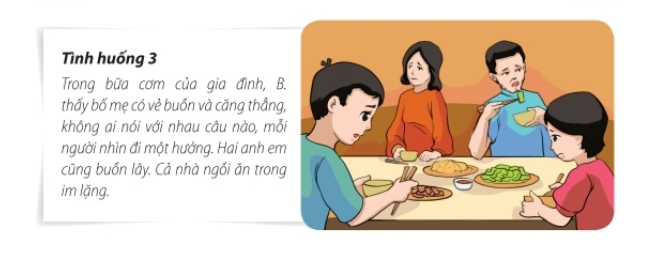 Tình huống 3
Trong bữa cơm của gia đình, B.
thấy bố mẹ có vẻ buồn và căng thẳng,
không ai nói với nhau câu nào, mỗi
người nhìn đi một hướng. Hai anh em
cũng buồn lây. Cả nhà ngồi ăn trong
im lặng.